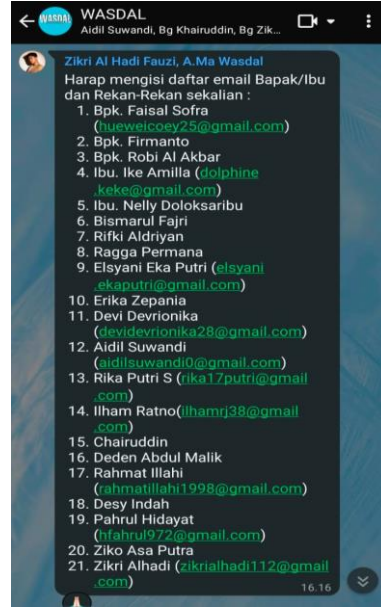 WASDAL
WASDAL
Aidil Suwandi, Bg Khairuddin, Bg Zik...
Zikri Al Hadi Fauzi, A.Ma Wasdal
Harap mengisi daftar email Bapak/Ibu
dan Rekan-Rekan sekalian :
1. Bpk. Faisal Sofra
(hueweicoey25@gmail.com)
2. Bpk. Firmanto
3. Bpk. Robi Al Akbar
4. Ibu. Ike Amilla (dolphine
.keke@gmail.com)
5. Ibu. Nelly Doloksaribu
6. Bismarul Fajri
7. Rifki Aldriyan
8. Ragga Permana
9. Elsyani Eka Putri (elsyani
.ekaputri@gmail.com)
10. Erika Zepania
11. Devi Devrionika
(devidevrionika28@gmail.com)
12. Aidil Suwandi
(aidilsuwandi0@gmail.com)
13. Rika Putri S (rika17putri@gmail
.com)
14. Ilham Ratno(ilhamrj38@gmail
.com)
15. Chairuddin
16. Deden Abdul Malik
17. Rahmat Illahi
(rahmatillahi1998@gmail.com)
18. Desy Indah
19. Pahrul Hidayat
(hfahrul972@gmail.com)
20. Ziko Asa Putra
21. Zikri Alhadi (zikrialhadi112@gmail
.com)
16.16